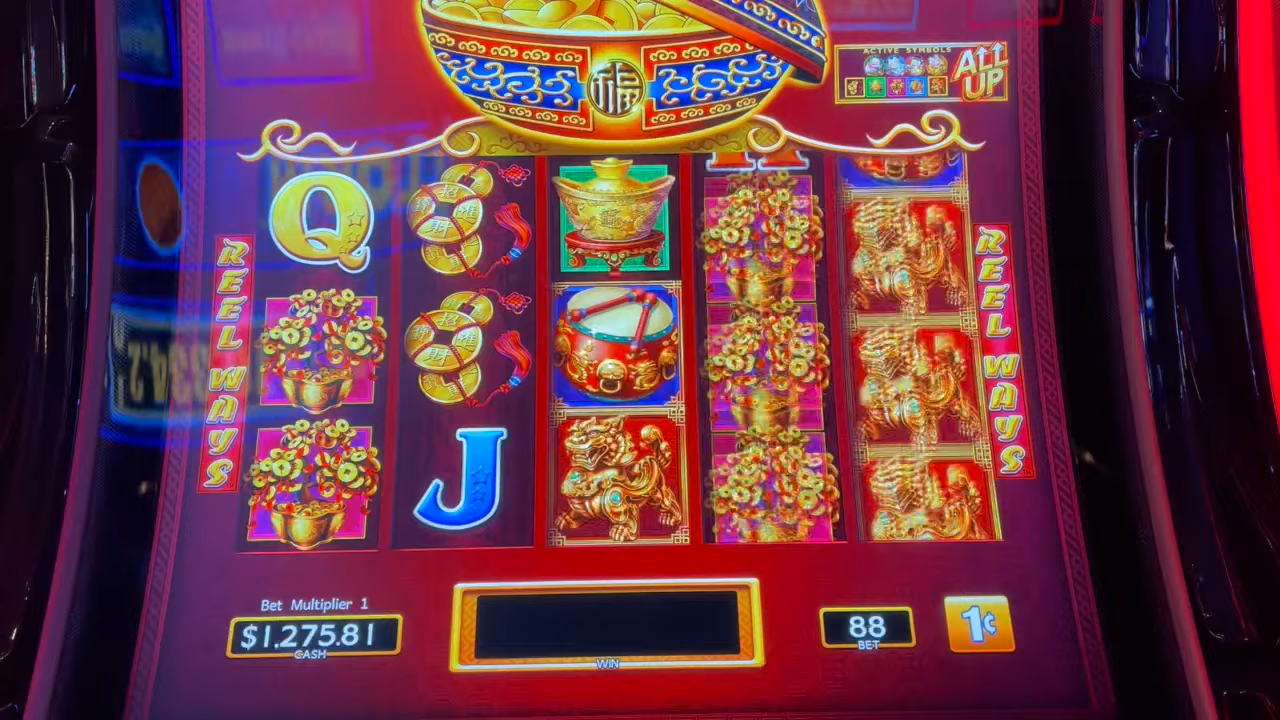 ACTIVE SYMBOLS
ALL
UP
福
Q
REEL WAYS
REEL WAYS
J
Bet Multiplier 1
$1,275.81
CASH
WIN
88
BET
1¢